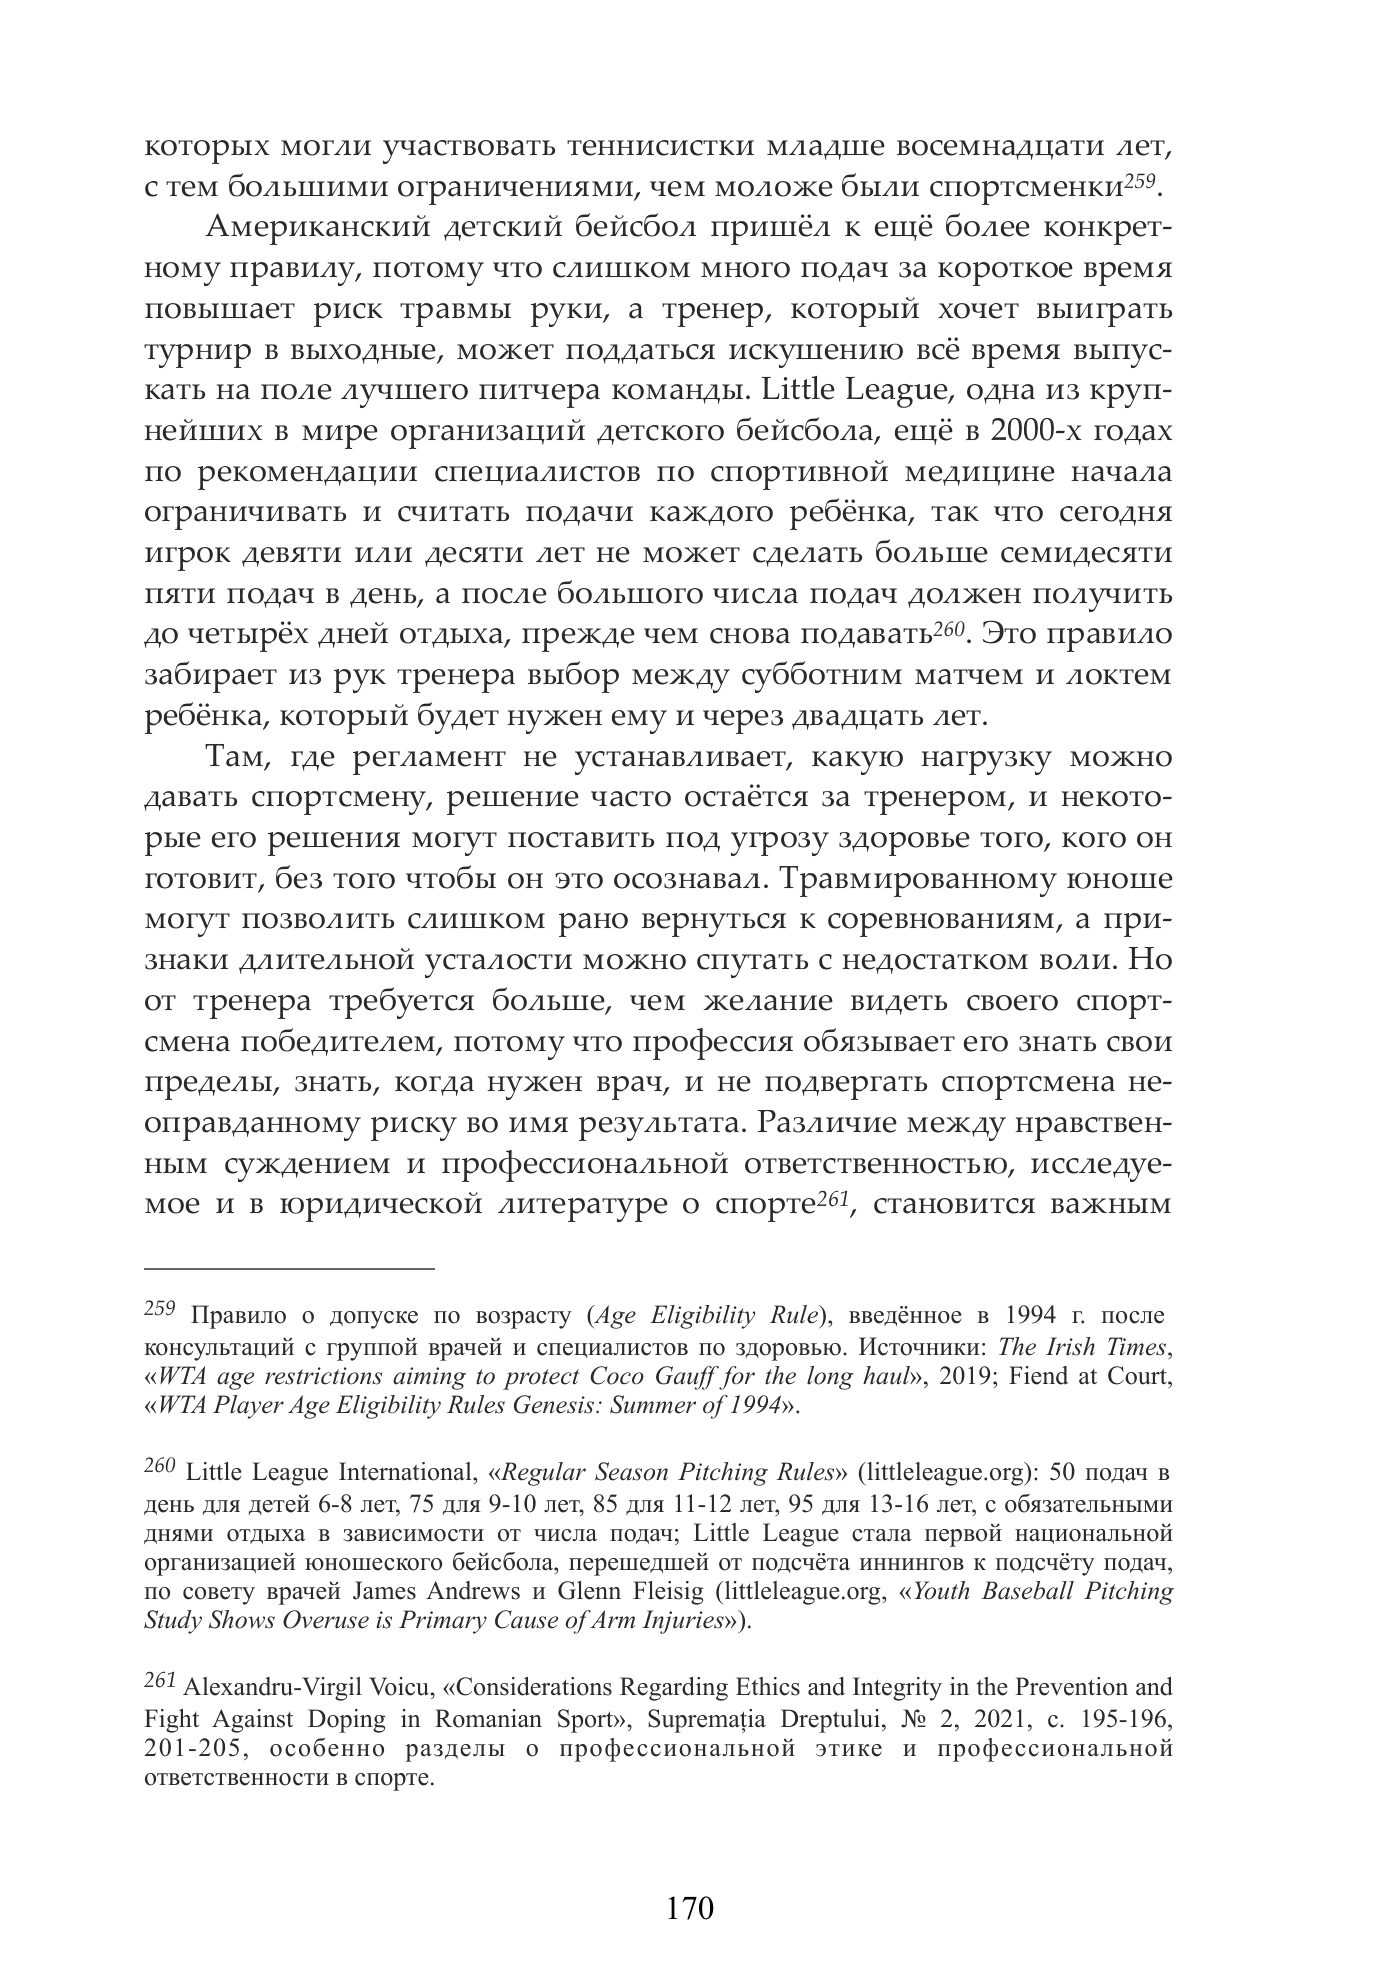 которых могли участвовать теннисистки младше восемнадцати лет,
с тем большими ограничениями, чем моложе были спортсменки259.
Американский детский бейсбол пришёл к ещё более конкрет-
ному правилу, потому что слишком много подач за короткое время
повышает риск травмы руки, а тренер, который хочет выиграть
турнир в выходные, может поддаться искушению всё время выпус-
кать на поле лучшего питчера команды. Little League, одна из круп-
нейших в мире организаций детского бейсбола, ещё в 2000-х годах
по рекомендации специалистов по спортивной медицине начала
ограничивать и считать подачи каждого ребёнка, так что сегодня
игрок девяти или десяти лет не может сделать больше семидесяти
пяти подач в день, а после большого числа подач должен получить
до четырёх дней отдыха, прежде чем снова подавать260. Это правило
забирает из рук тренера выбор между субботним матчем и локтем
ребёнка, который будет нужен ему и через двадцать лет.
Там, где регламент не устанавливает, какую нагрузку можно
давать спортсмену, решение часто остаётся за тренером, и некото-
рые его решения могут поставить под угрозу здоровье того, кого он
готовит, без того чтобы он это осознавал. Травмированному юноше
могут позволить слишком рано вернуться к соревнованиям, а при-
знаки длительной усталости можно спутать с недостатком воли. Но
от тренера требуется больше, чем желание видеть своего спорт-
смена победителем, потому что профессия обязывает его знать свои
пределы, знать, когда нужен врач, и не подвергать спортсмена не-
оправданному риску во имя результата. Различие между нравствен-
ным суждением и профессиональной ответственностью, исследуе-
мое и в юридической литературе о спорте261, становится важным
259 Правило о допуске по возрасту (Age Eligibility Rule), введённое в 1994 г. после
консультаций с группой врачей и специалистов по здоровью. Источники: The Irish Times,
«WTA age restrictions aiming to protect Coco Gauff for the long haul», 2019; Fiend at Court,
«WTA Player Age Eligibility Rules Genesis: Summer of 1994».
260 Little League International, «Regular Season Pitching Rules» (littleleague.org): 50 подач в
день для детей 6-8 лет, 75 для 9-10 лет, 85 для 11-12 лет, 95 для 13-16 лет, с обязательными
днями отдыха в зависимости от числа подач; Little League стала первой национальной
организацией юношеского бейсбола, перешедшей от подсчёта иннингов к подсчёту подач,
по совету врачей James Andrews и Glenn Fleisig (littleleague.org, «Youth Baseball Pitching
Study Shows Overuse is Primary Cause of Arm Injuries»).
261 Alexandru-Virgil Voicu, «Considerations Regarding Ethics and Integrity in the Prevention and
Fight Against Doping in Romanian Sport», Supremația Dreptului, № 2, 2021, с. 195-196,
201-205, особенно разделы о профессиональной этике и профессиональной
ответственности в спорте.
170